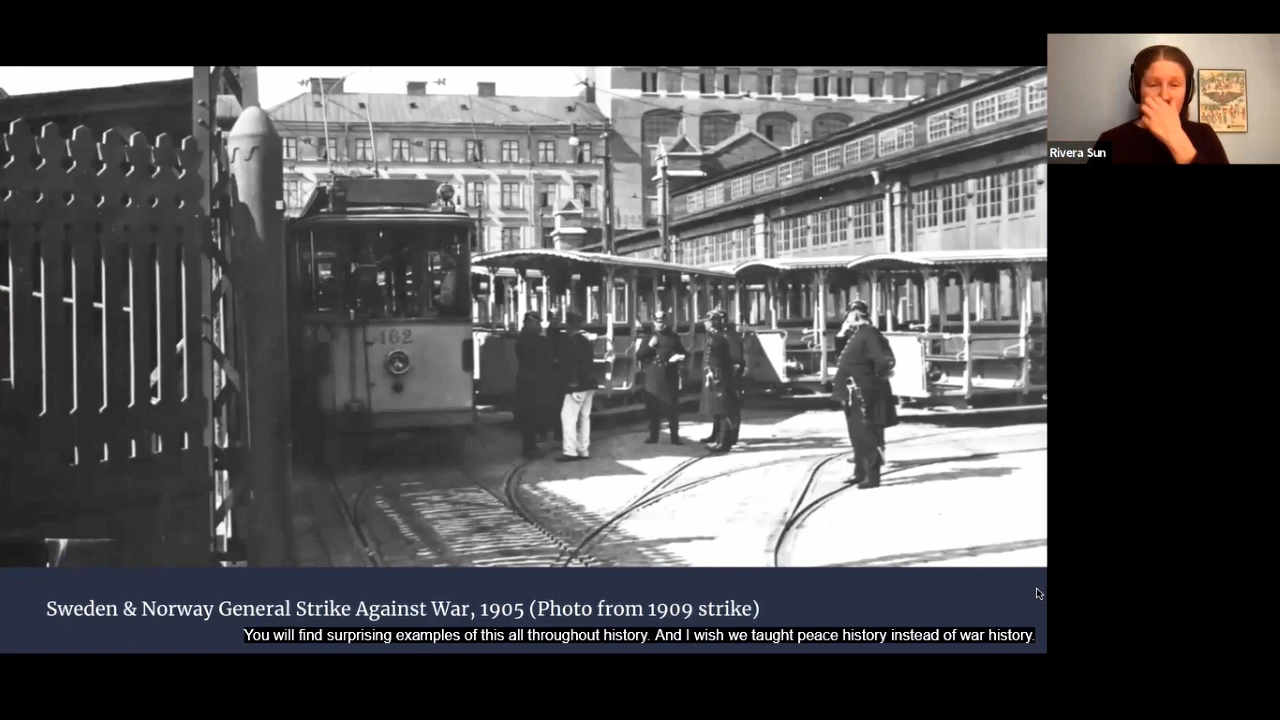 Rivera Sun
162
Sweden & Norway General Strike Against War, 1905 (Photo from 1909 strike)
You will find surprising examples of this all throughout history. And I wish we taught peace history instead of war history.